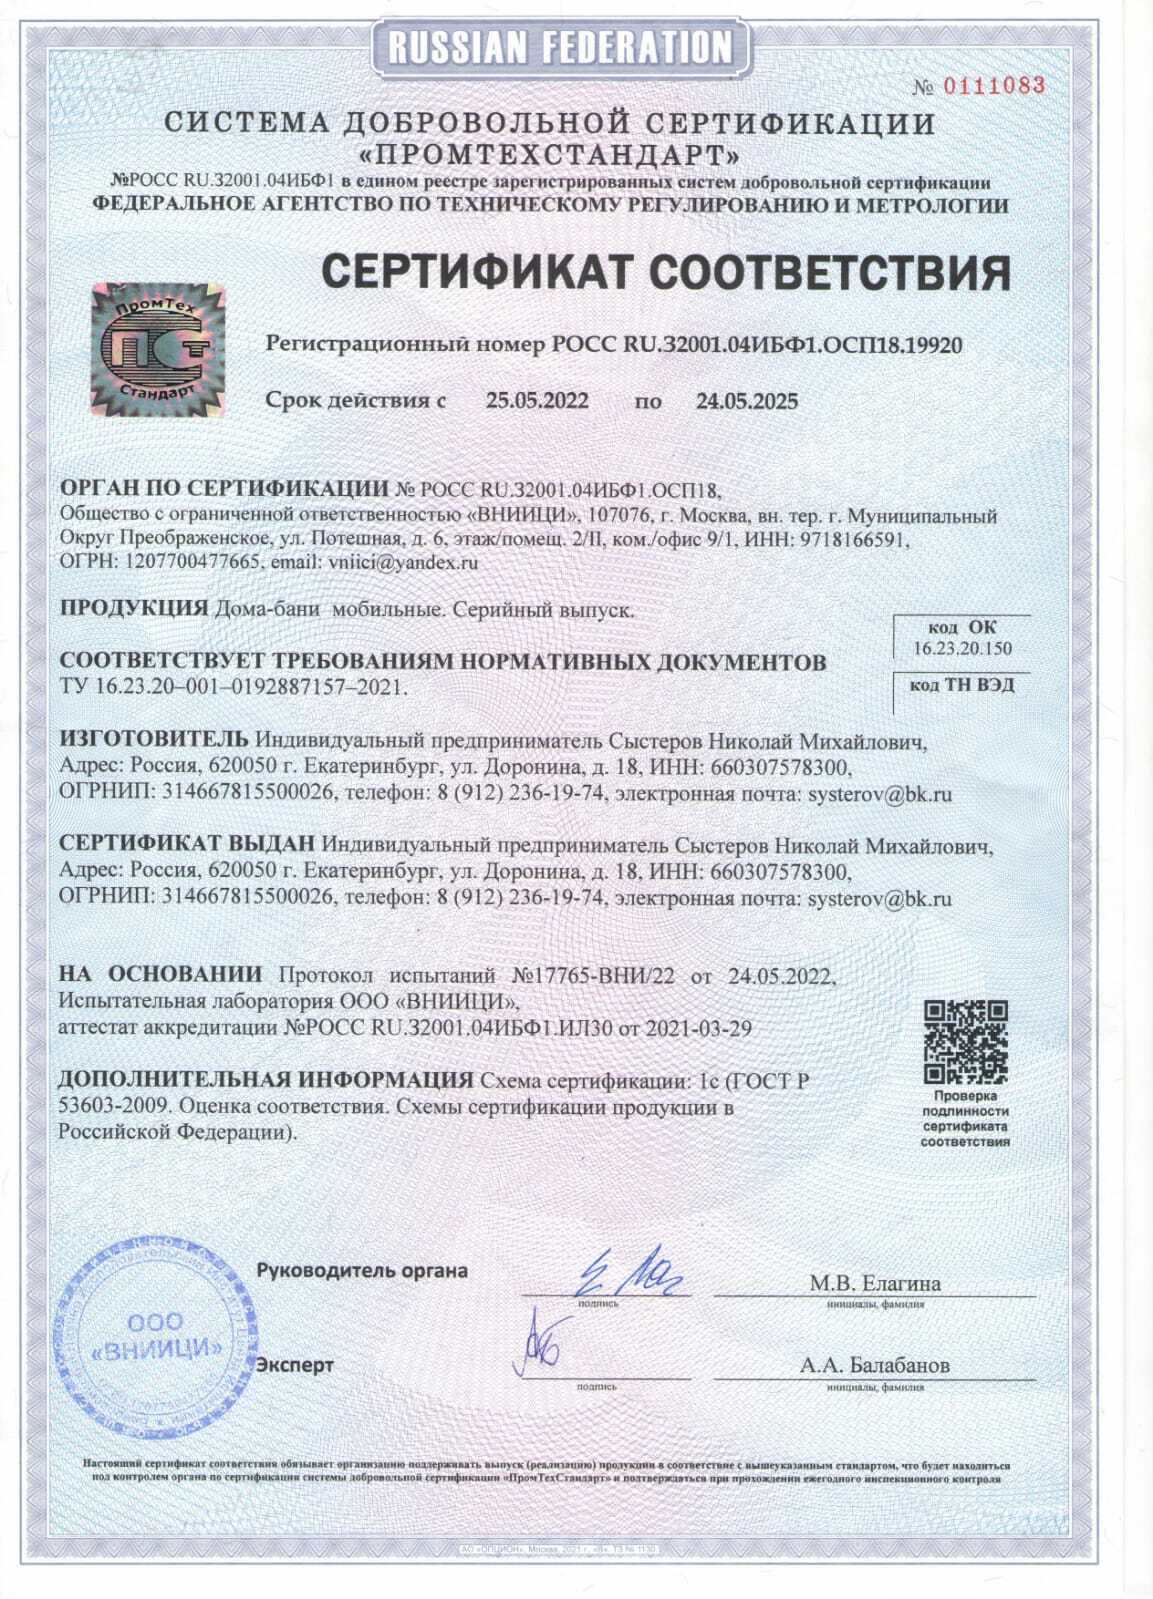 RUSSIAN FEDERATION
№ 0111083
СИСТЕМА ДОБРОВОЛЬНОЙ СЕРТИФИКАЦИИ
«ПРОМТЕХСТАНДАРТ»
№РОСС RU.32001.04ИБФ1 в едином реестре зарегистрированных систем добровольной сертификации
ФЕДЕРАЛЬНОЕ АГЕНТСТВО ПО ТЕХНИЧЕСКОМУ РЕГУЛИРОВАНИЮ И МЕТРОЛОГИИ
СЕРТИФИКАТ СООТВЕТСТВИЯ
ПромТех
ПСТ
Стандарт
Регистрационный номер РОСС RU.32001.04ИБФ1.ОСП18.19920
Срок действия с 25.05.2022 по 24.05.2025
ОРГАН ПО СЕРТИФИКАЦИИ № РОСС RU.32001.04ИБФ1.ОСП18,
Общество с ограниченной ответственностью «ВНИИЦИ», 107076, г. Москва, вн. тер. г. Муниципальный
Округ Преображенское, ул. Потешная, д. 6, этаж/помещ. 2/II, ком./офис 9/1, ИНН: 9718166591,
ОГРН: 1207700477665, email: vniici@yandex.ru
ПРОДУКЦИЯ Дома-бани мобильные. Серийный выпуск.
код ОК
16.23.20.150
СООТВЕТСТВУЕТ ТРЕБОВАНИЯМ НОРМАТИВНЫХ ДОКУМЕНТОВ
ТУ 16.23.20–001–0192887157–2021.
код ТН ВЭД
ИЗГОТОВИТЕЛЬ Индивидуальный предприниматель Сыстеров Николай Михайлович,
Адрес: Россия, 620050 г. Екатеринбург, ул. Доронина, д. 18, ИНН: 660307578300,
ОГРНИП: 314667815500026, телефон: 8 (912) 236-19-74, электронная почта: systerov@bk.ru
СЕРТИФИКАТ ВЫДАН Индивидуальный предприниматель Сыстеров Николай Михайлович,
Адрес: Россия, 620050 г. Екатеринбург, ул. Доронина, д. 18, ИНН: 660307578300,
ОГРНИП: 314667815500026, телефон: 8 (912) 236-19-74, электронная почта: systerov@bk.ru
НА ОСНОВАНИИ Протокол испытаний №17765-ВНИ/22 от 24.05.2022,
Испытательная лаборатория ООО «ВНИИЦИ»,
аттестат аккредитации №РОСС RU.32001.04ИБФ1.ИЛ30 от 2021-03-29
ДОПОЛНИТЕЛЬНАЯ ИНФОРМАЦИЯ Схема сертификации: 1с (ГОСТ Р
53603-2009. Оценка соответствия. Схемы сертификации продукции в
Российской Федерации).
Проверка
подлинности
сертификата
соответствия
Руководитель органа
подпись
М.В. Елагина
инициалы, фамилия
ООО
«ВНИИЦИ»
Эксперт
подпись
А.А. Балабанов
инициалы, фамилия
Настоящий сертификат соответствия обязывает организацию поддерживать выпуск (реализацию) продукции в соответствие с вышеуказанным стандартом, что будет находиться
под контролем органа по сертификации системы добровольной сертификации «ПромТехСтандарт» и подтверждаться при прохождении ежегодного инспекционного контроля
АО «ОПЦИОН», Москва, 2021 г., «В», ТЗ № 1130